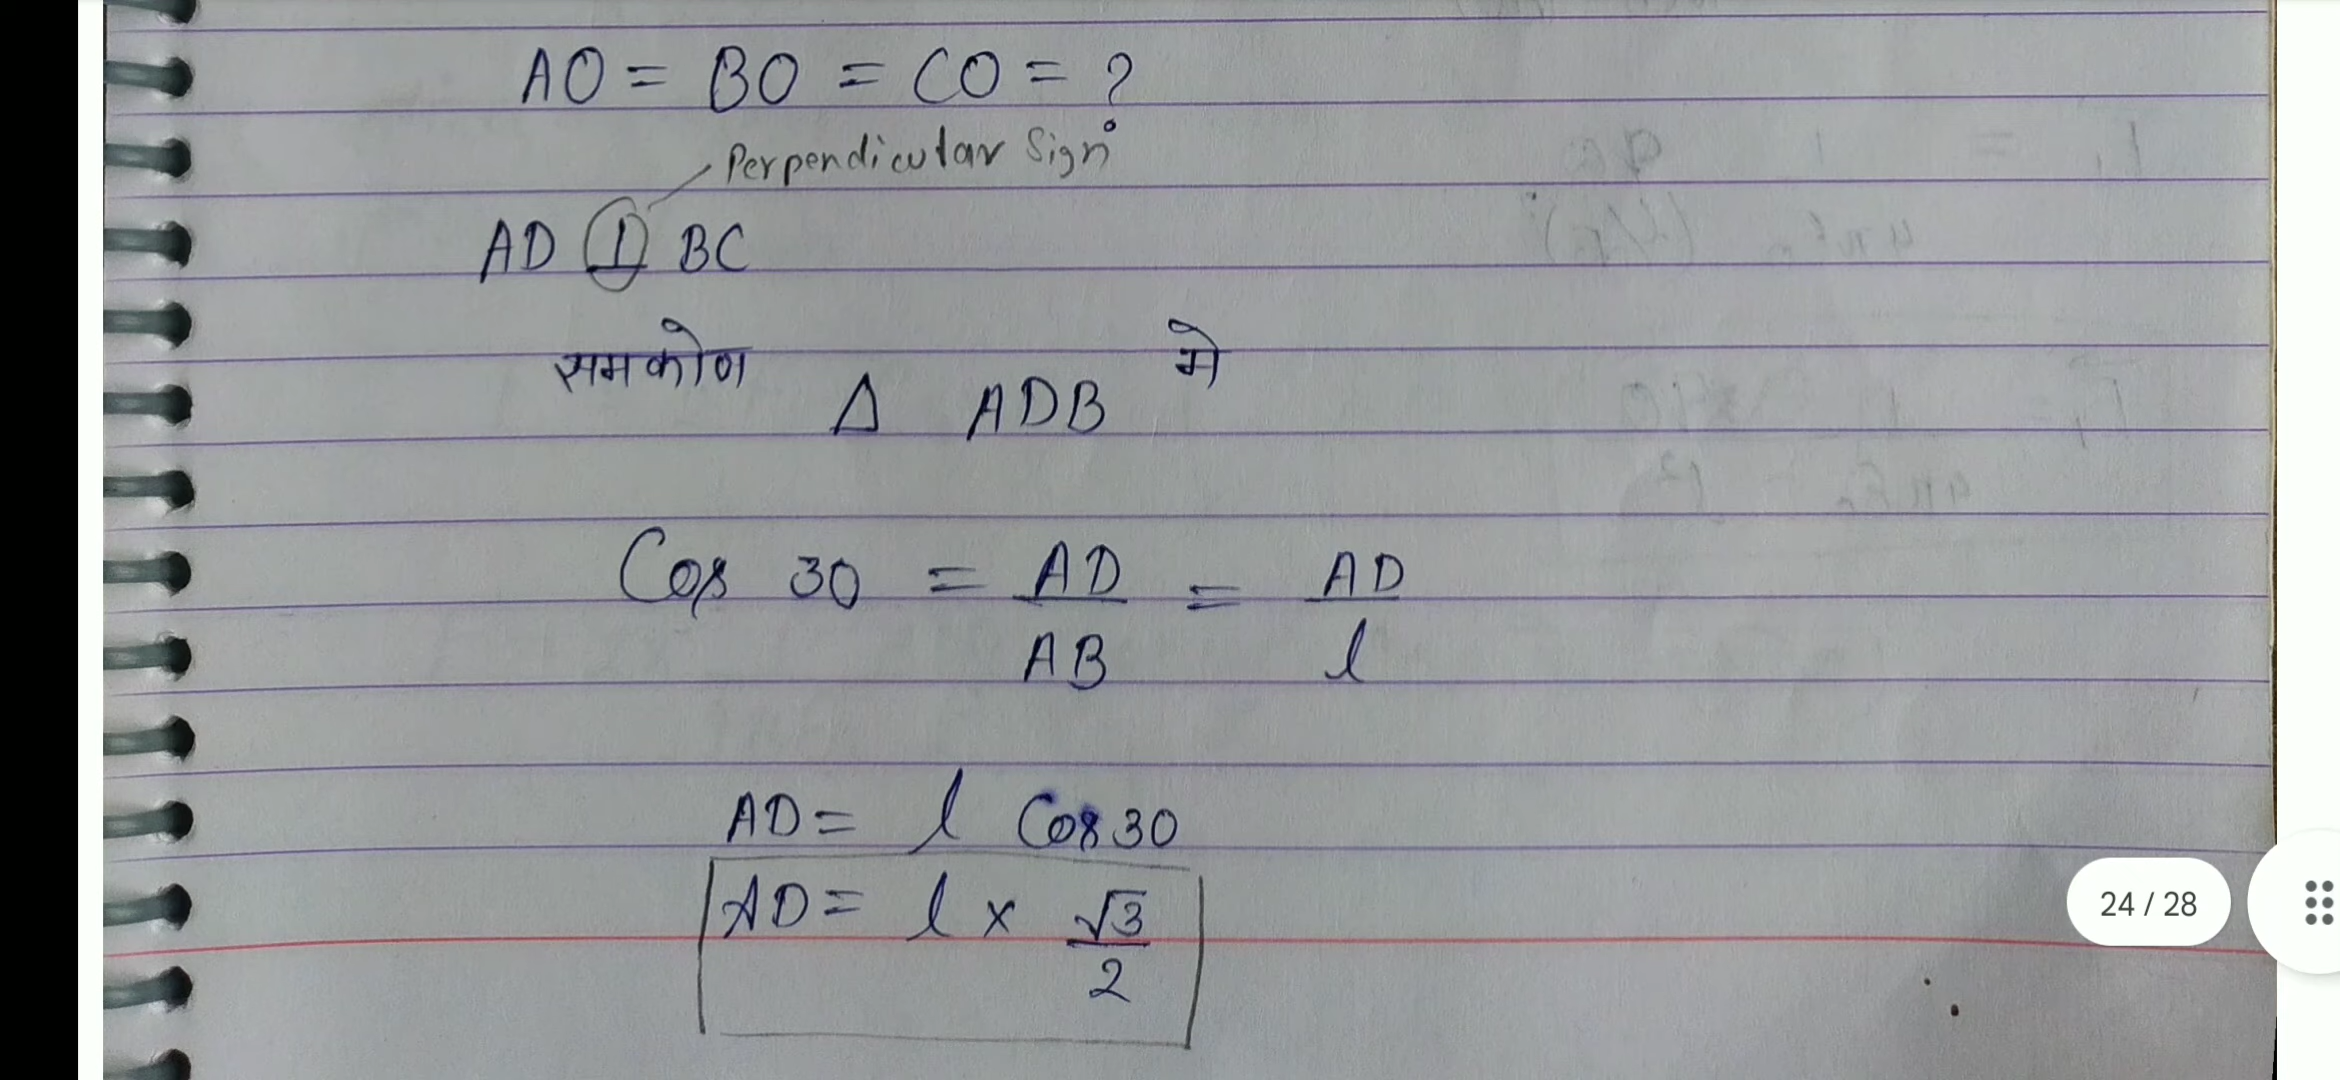 AO = BO = CO = ?
Perpendicular Sign
AD ⊥ BC
समकोण Δ ADB मे
Cos 30 = AD/AB = AD/l
AD = l Cos 30
AD = l × √3/2
24 / 28